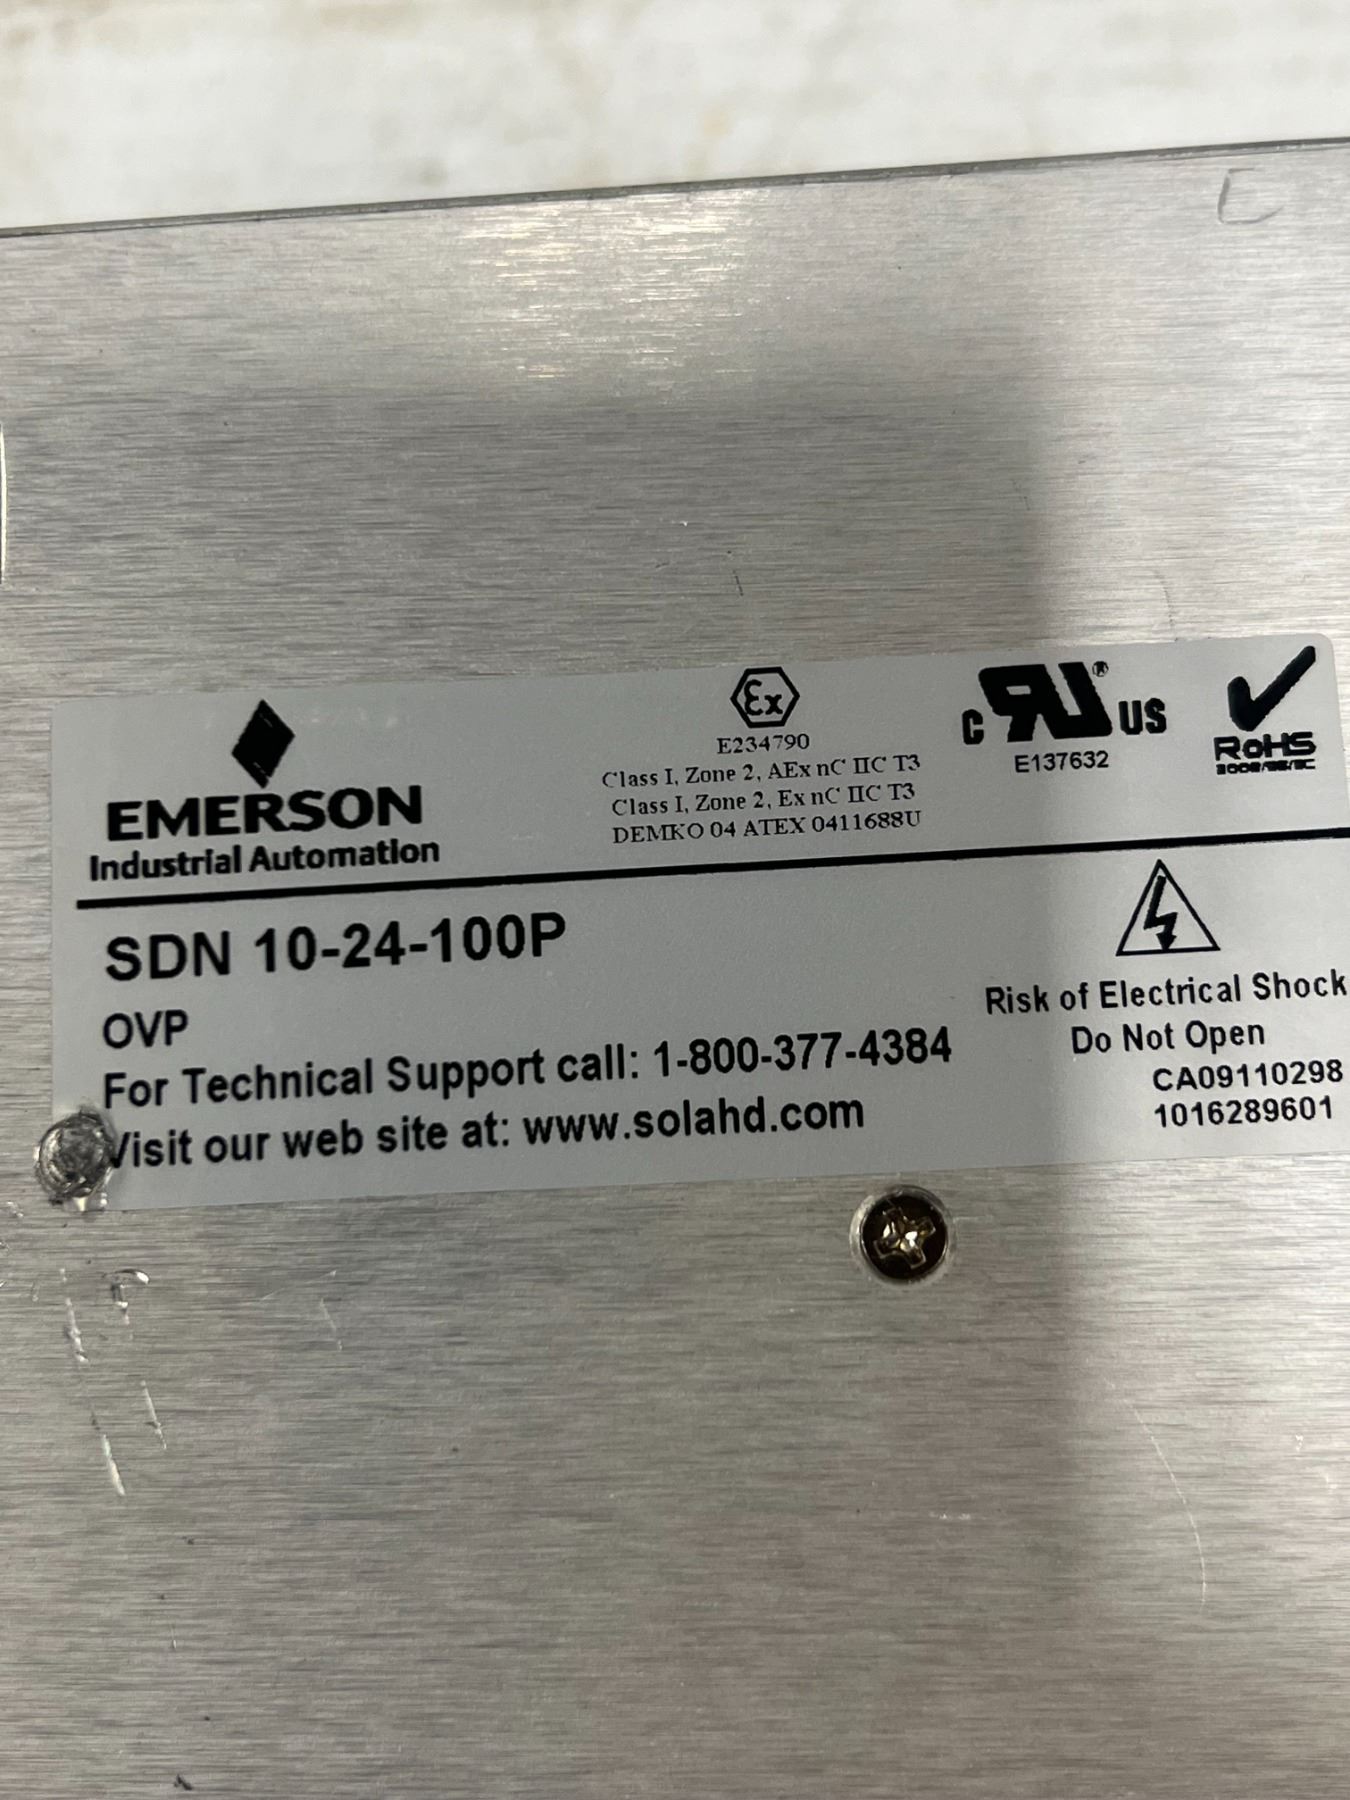 EMERSON
Industrial Automation
Ex
E234790
Class I, Zone 2, AEx nC IIC T3
Class I, Zone 2, Ex nC IIC T3
DEMKO 04 ATEX 0411688U
C RU® US
E137632
RoHS
SDN 10-24-100P
OVP
For Technical Support call: 1-800-377-4384
Visit our web site at: www.solahd.com
Risk of Electrical Shock
Do Not Open
CA09110298
1016289601